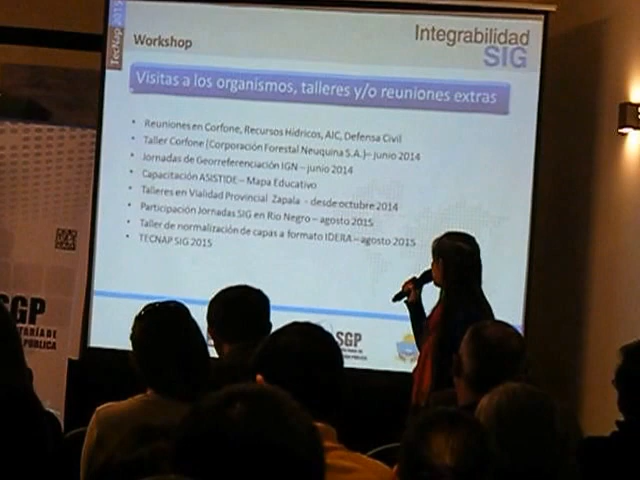 TecNap 2015
Workshop
Integrabilidad
SIG
Visitas a los organismos, talleres y/o reuniones extras
• Reuniones en Corfone, Recursos Hídricos, AIC, Defensa Civil
• Taller Corfone (Corporación Forestal Neuquina S.A.)– junio 2014
• Jornadas de Georreferenciación IGN – junio 2014
• Capacitación ASISTIDE – Mapa Educativo
• Talleres en Vialidad Provincial Zapala - desde octubre 2014
• Participación Jornadas SIG en Rio Negro – agosto 2015
• Taller de normalización de capas a formato IDERA – agosto 2015
• TECNAP SIG 2015
SGP
SGP
PÚBLICA